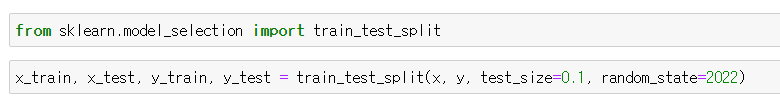 from sklearn.model_selection import train_test_split
x_train, x_test, y_train, y_test = train_test_split(x, y, test_size=0.1, random_state=2022)